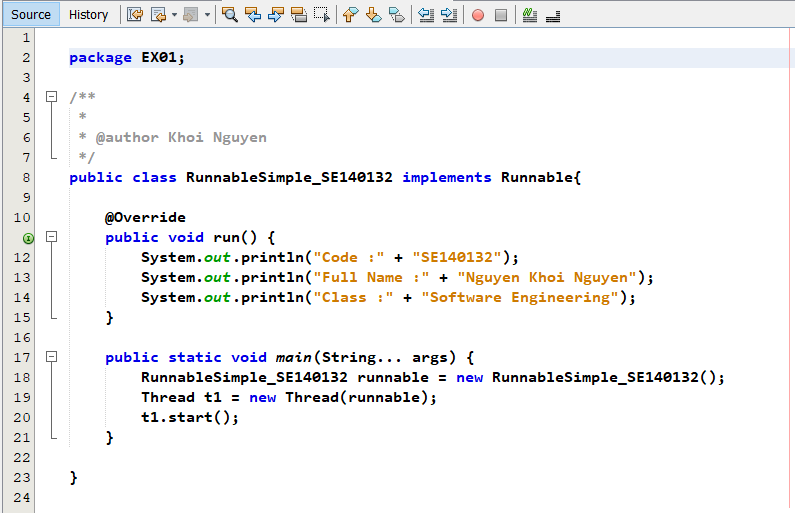 Source History
1
2 package EX01;
3
4 /**
5 *
6 * @author Khoi Nguyen
7 */
8 public class RunnableSimple_SE140132 implements Runnable{
9
10 @Override
public void run() {
12 System.out.println("Code :" + "SE140132");
13 System.out.println("Full Name :" + "Nguyen Khoi Nguyen");
14 System.out.println("Class :" + "Software Engineering");
15 }
16
17 public static void main(String... args) {
18 RunnableSimple_SE140132 runnable = new RunnableSimple_SE140132();
19 Thread t1 = new Thread(runnable);
20 t1.start();
21 }
22
23 }
24